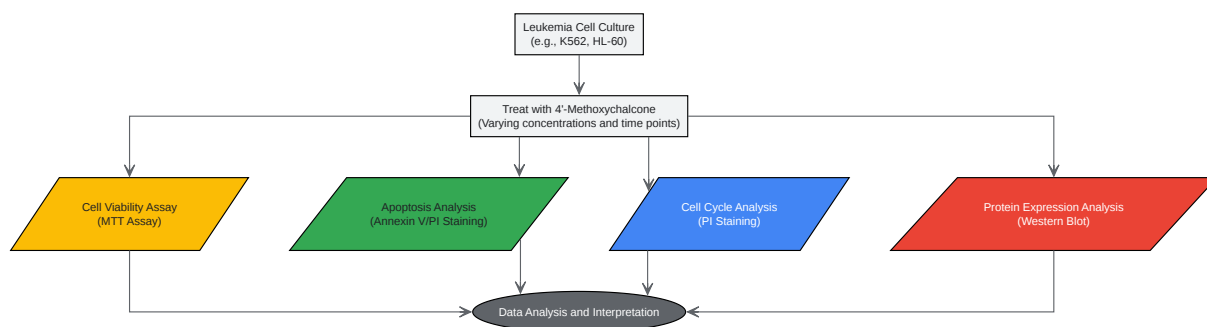 Leukemia Cell Culture
(e.g., K562, HL-60)
Treat with 4'-Methoxychalcone
(Varying concentrations and time points)
Cell Viability Assay
(MTT Assay)
Apoptosis Analysis
(Annexin V/PI Staining)
Cell Cycle Analysis
(PI Staining)
Protein Expression Analysis
(Western Blot)
Data Analysis and Interpretation